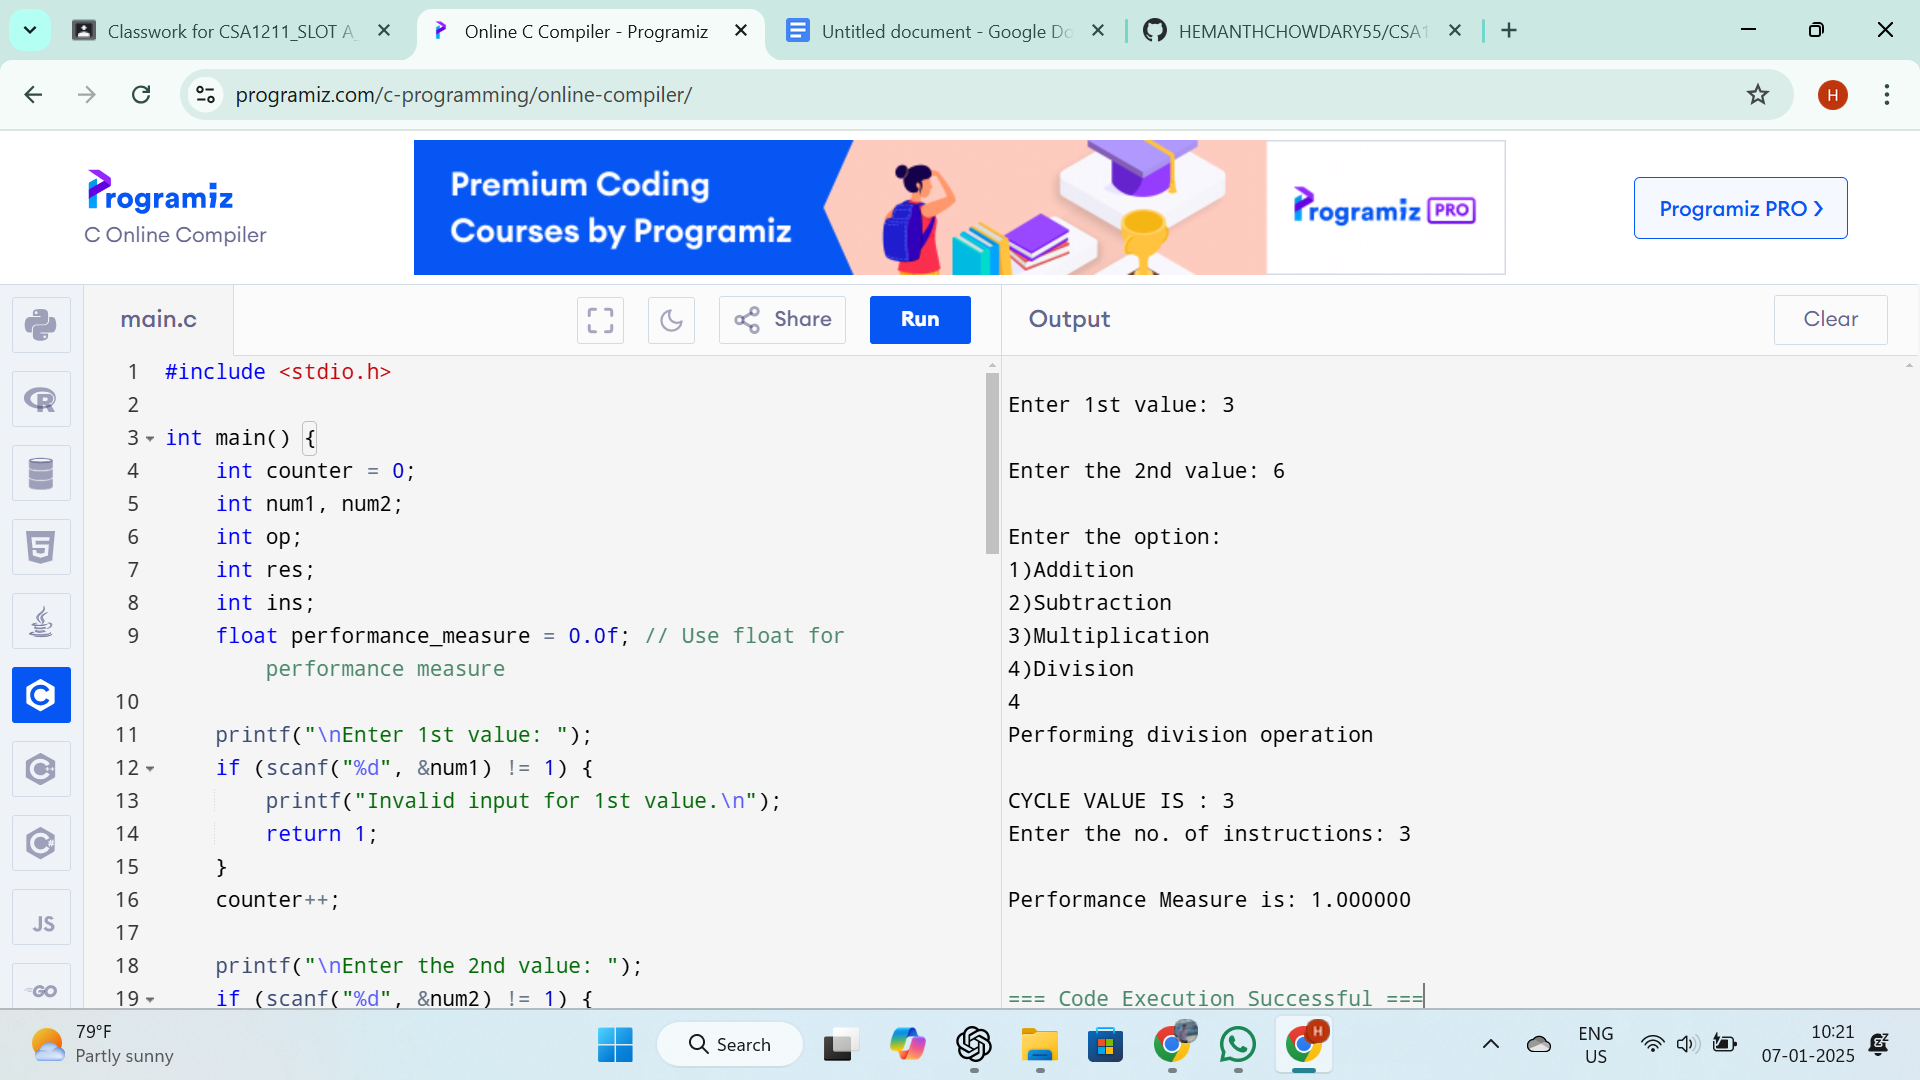 Classwork for CSA1211_SLOT A_
Online C Compiler - Programiz
Untitled document - Google Do
HEMANTHCHOWDARY55/CSA1
programiz.com/c-programming/online-compiler/
H
Programiz
C Online Compiler
Premium Coding
Courses by Programiz
Programiz PRO
Programiz PRO ❯
main.c
Share
Run
Output
Clear
1 #include <stdio.h>
2
3 int main() {
4 int counter = 0;
5 int num1, num2;
6 int op;
7 int res;
8 int ins;
9 float performance_measure = 0.0f; // Use float for
performance measure
10
11 printf("\nEnter 1st value: ");
12 if (scanf("%d", &num1) != 1) {
13 printf("Invalid input for 1st value.\n");
14 return 1;
15 }
16 counter++;
17
18 printf("\nEnter the 2nd value: ");
19 if (scanf("%d", &num2) != 1) {
Enter 1st value: 3
Enter the 2nd value: 6
Enter the option:
1)Addition
2)Subtraction
3)Multiplication
4)Division
4
Performing division operation
CYCLE VALUE IS : 3
Enter the no. of instructions: 3
Performance Measure is: 1.000000
=== Code Execution Successful ===
R
5
C
C
C#
JS
GO
79°F
Partly sunny
Search
H
ENG
US
10:21
07-01-2025